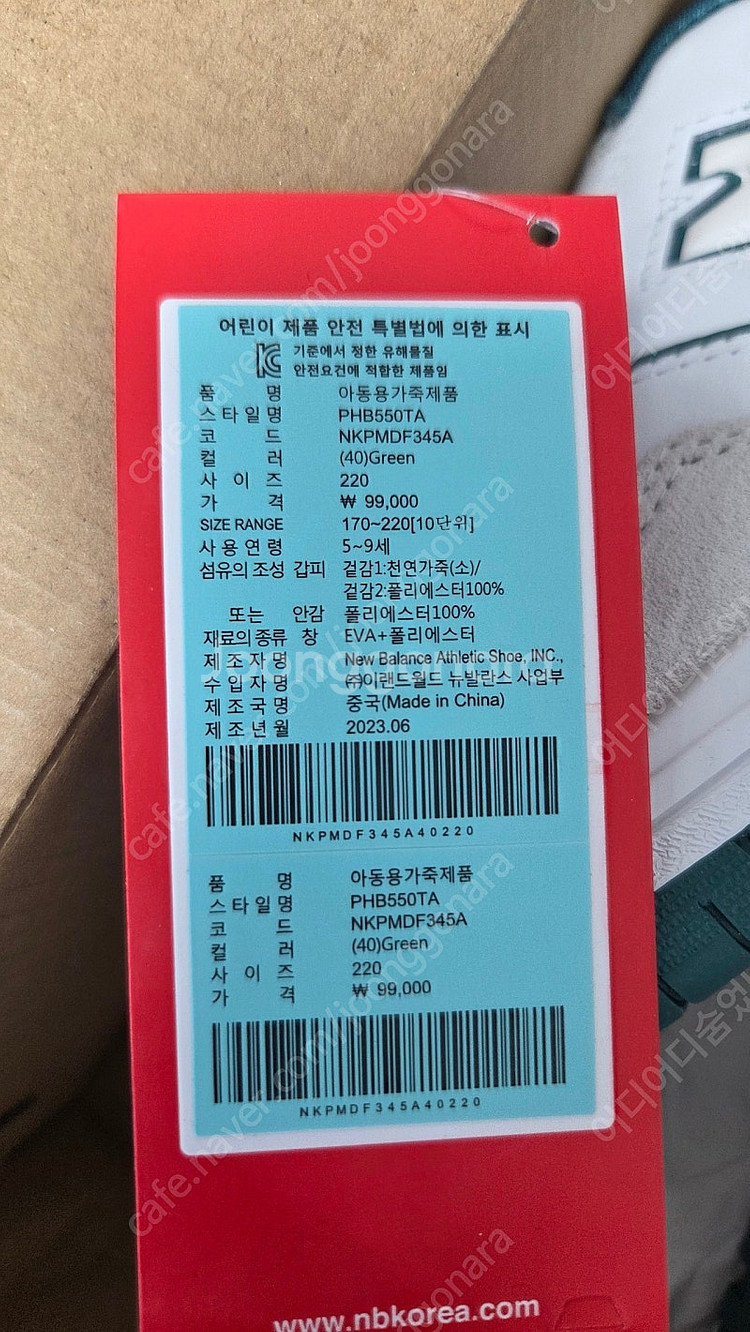 어린이 제품 안전 특별법에 의한 표시
기준에서 정한 유해물질
안전요건에 적합한 제품임
품 명 아동용가죽제품
스타일명 PHB550TA
코 드 NKPMDF345A
컬 러 (40)Green
사 이 즈 220
가 격 ₩ 99,000
SIZE RANGE 170~220[10단위]
사용연령 5~9세
섬유의 조성 갑피 겉감1:천연가죽(소)/
겉감2:폴리에스터100%
또는 안감 폴리에스터100%
재료의종류 창 EVA+폴리에스터
제조자명 New Balance Athletic Shoe, INC.,
수입자명 ㈜이랜드월드 뉴발란스 사업부
제조국명 중국(Made in China)
제조년월 2023.06
NKPMDF345A40220
품 명 아동용가죽제품
스타일명 PHB550TA
코 드 NKPMDF345A
컬 러 (40)Green
사 이 즈 220
가 격 ₩ 99,000
NKPMDF345A40220
www.nbkorea.com
cafe.naver.com/joonggonara
joonggonara